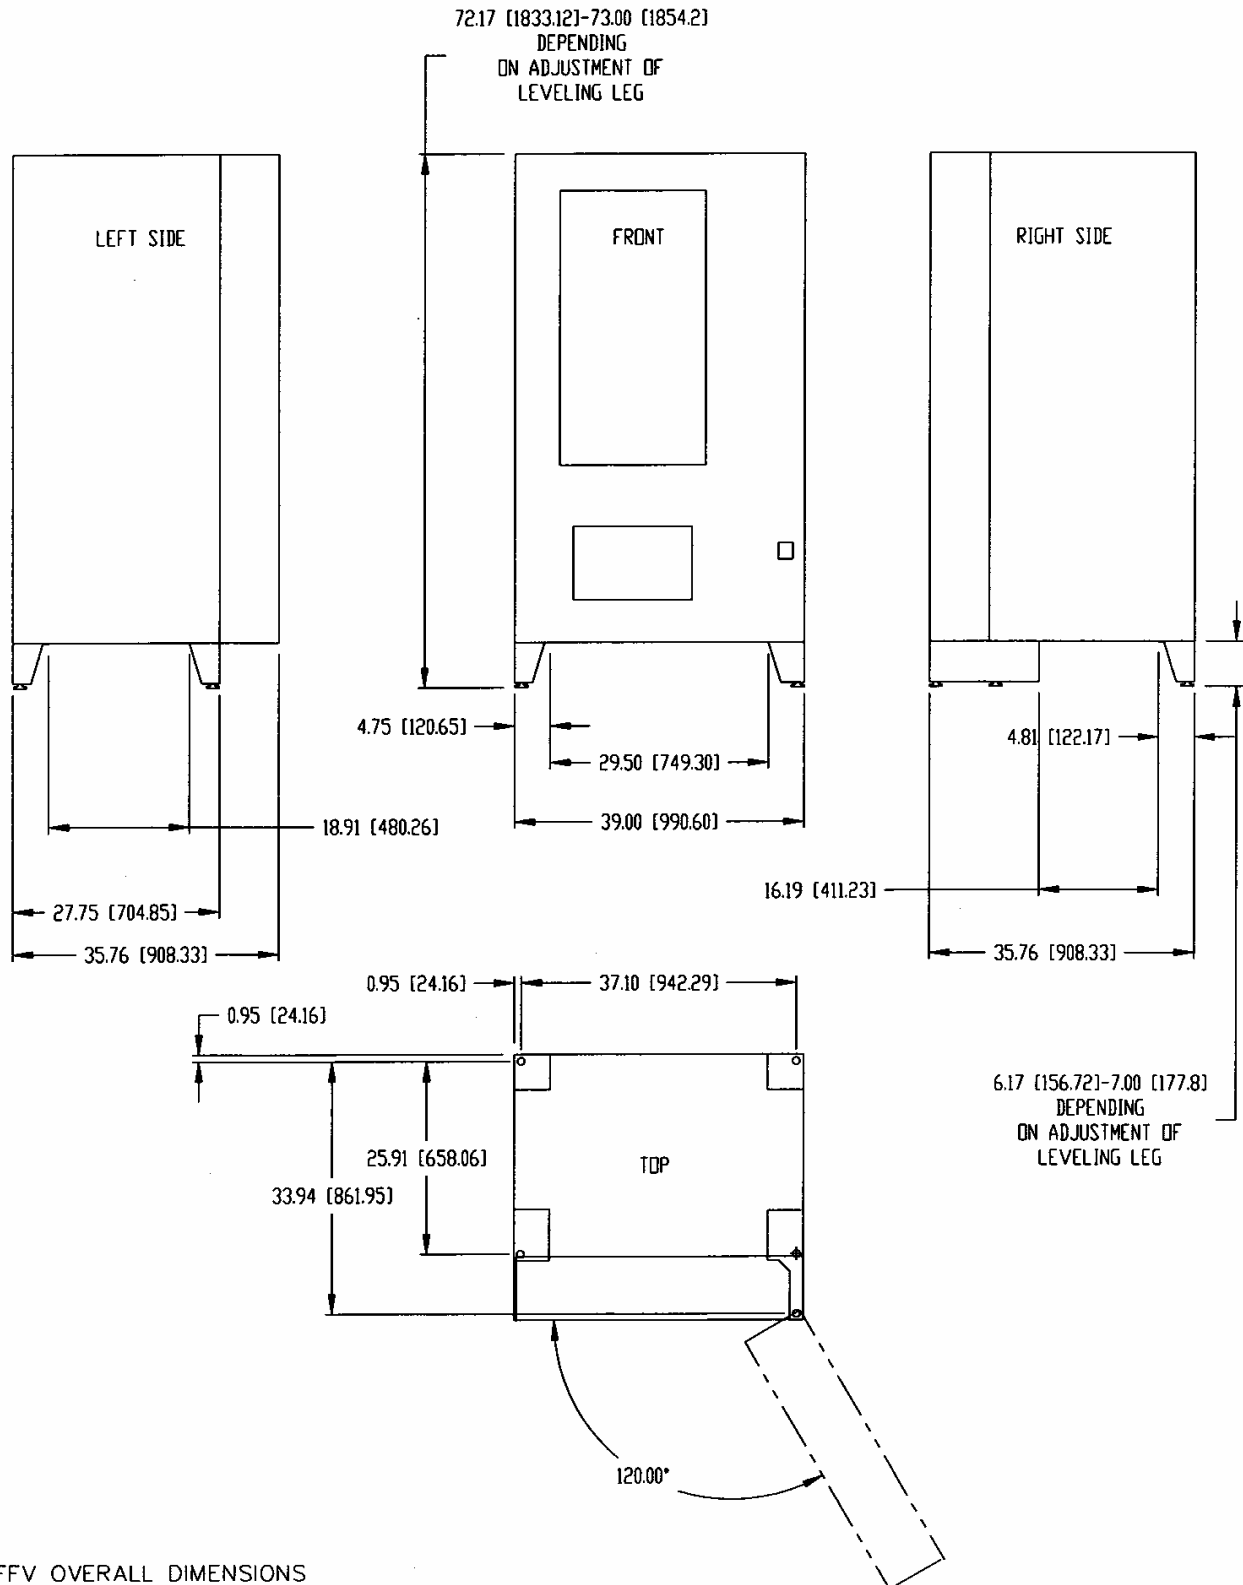 72.17 [1833.12]-73.00 [1854.2]
DEPENDING
ON ADJUSTMENT OF
LEVELING LEG
LEFT SIDE
FRONT
RIGHT SIDE
4.75 [120.65]
29.50 [749.30]
4.81 [122.17]
18.91 [480.26]
39.00 [990.60]
16.19 [411.23]
27.75 [704.85]
35.76 [908.33]
35.76 [908.33]
0.95 [24.16]
37.10 [942.29]
0.95 [24.16]
6.17 [156.72]-7.00 [177.8]
DEPENDING
ON ADJUSTMENT OF
LEVELING LEG
25.91 [658.06]
TOP
33.94 [861.95]
120.00°
FFV OVERALL DIMENSIONS